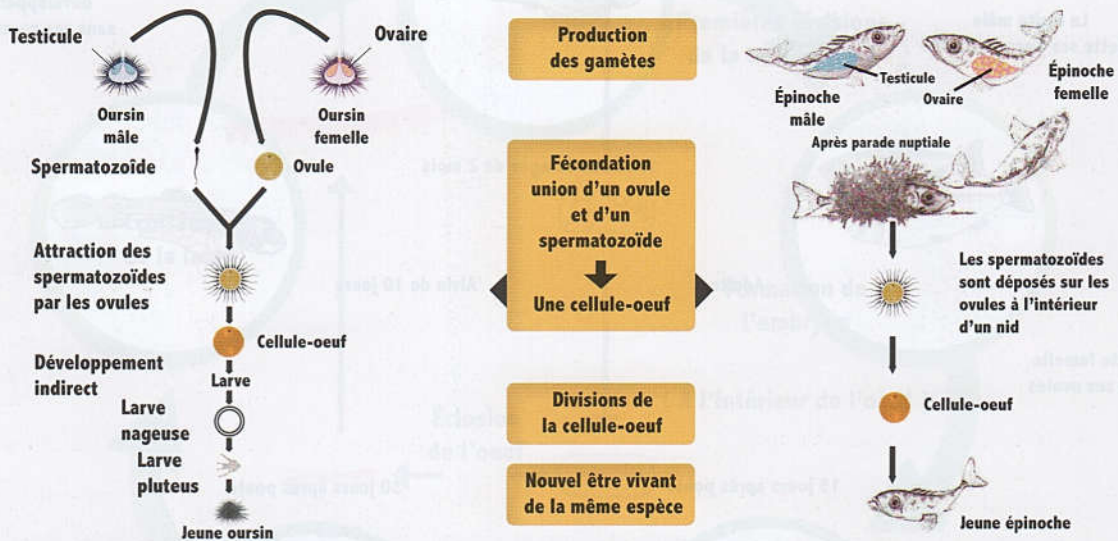 Testicule
Ovaire
Oursin
mâle
Oursin
femelle
Spermatozoîde
Ovule
Attraction des
spermatozoïdes
par les ovules
Cellule-oeuf
Développement
indirect
Larve
Larve
nageuse
Larve
pluteus
Jeune oursin
Production
des gamètes
Fécondation
union d'un ovule
et d'un
spermatozoïde
Une cellule-oeuf
Divisions de
la cellule-oeuf
Nouvel être vivant
de la même espèce
Testicule
Ovaire
Épinoche
mâle
Épinoche
femelle
Après parade nuptiale
Les spermatozoïdes
sont déposés sur les
ovules à l'intérieur
d'un nid
Cellule-oeuf
Jeune épinoche